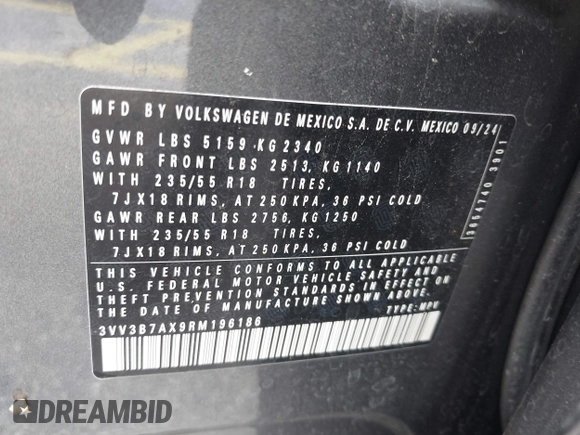 MFD BY VOLKSWAGEN DE MEXICO S.A. DE C.V. MEXICO 09/24
GVWR LBS 5159 KG 2340
GAWR FRONT LBS 2513, KG 1140
WITH 235/55 R18 TIRES,
7JX18 RIMS, AT 250 KPA, 36 PSI COLD
GAWR REAR LBS 2756, KG 1250
WITH 235/55 R18 TIRES,
7JX18 RIMS, AT 250 KPA, 36 PSI COLD
THIS VEHICLE CONFORMS TO ALL APPLICABLE
U.S. FEDERAL MOTOR VEHICLE SAFETY AND
THEFT PREVENTION STANDARDS IN EFFECT ON
THE DATE OF MANUFACTURE SHOWN ABOVE.
3VV3B7AX9RM196186
TYPE: MPV
3654740 3901
DREAMBID